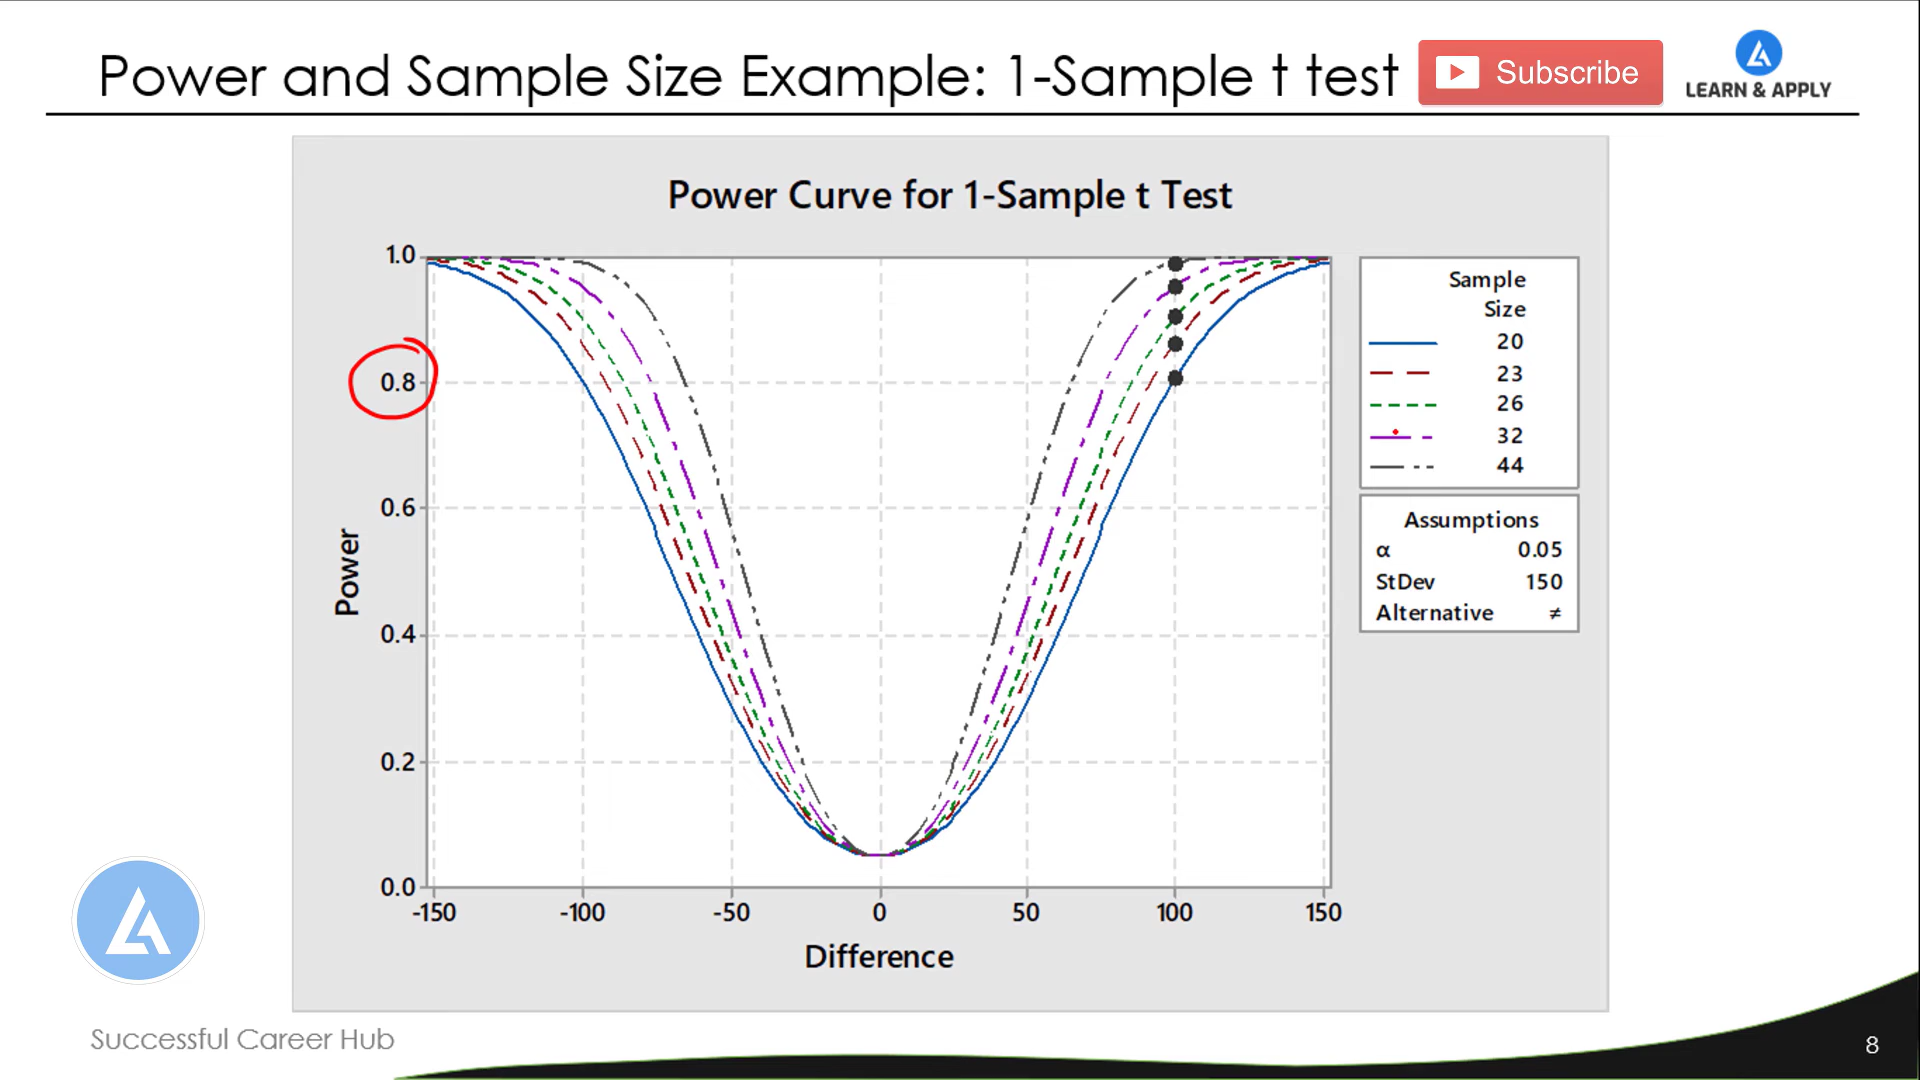 Power and Sample Size Example: 1-Sample t test
Subscribe
LEARN & APPLY
Power Curve for 1-Sample t Test
1.0
0.8
0.6
0.4
0.2
0.0
Power
-150 -100 -50 0 50 100 150
Difference
Sample
Size
20
23
26
32
44
Assumptions
α 0.05
StDev 150
Alternative ≠
Successful Career Hub
8